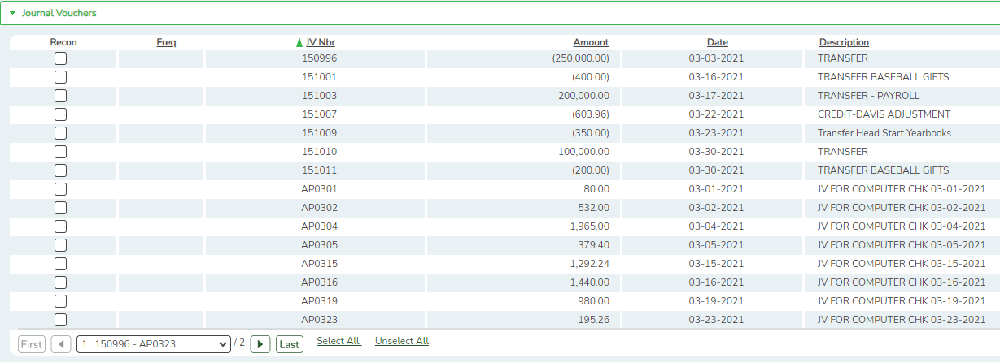 Journal Vouchers
Recon Freq JV Nbr Amount Date Description
150996 (250,000.00) 03-03-2021 TRANSFER
151001 (400.00) 03-16-2021 TRANSFER BASEBALL GIFTS
151003 200,000.00 03-17-2021 TRANSFER - PAYROLL
151007 (603.96) 03-22-2021 CREDIT-DAVIS ADJUSTMENT
151009 (350.00) 03-23-2021 Transfer Head Start Yearbooks
151010 100,000.00 03-30-2021 TRANSFER
151011 (200.00) 03-30-2021 TRANSFER BASEBALL GIFTS
AP0301 80.00 03-01-2021 JV FOR COMPUTER CHK 03-01-2021
AP0302 532.00 03-02-2021 JV FOR COMPUTER CHK 03-02-2021
AP0304 1,965.00 03-04-2021 JV FOR COMPUTER CHK 03-04-2021
AP0305 379.40 03-05-2021 JV FOR COMPUTER CHK 03-05-2021
AP0315 1,292.24 03-15-2021 JV FOR COMPUTER CHK 03-15-2021
AP0316 1,440.00 03-16-2021 JV FOR COMPUTER CHK 03-16-2021
AP0319 980.00 03-19-2021 JV FOR COMPUTER CHK 03-19-2021
AP0323 195.26 03-23-2021 JV FOR COMPUTER CHK 03-23-2021
First 1 : 150996 - AP0323 / 2 Last Select All Unselect All